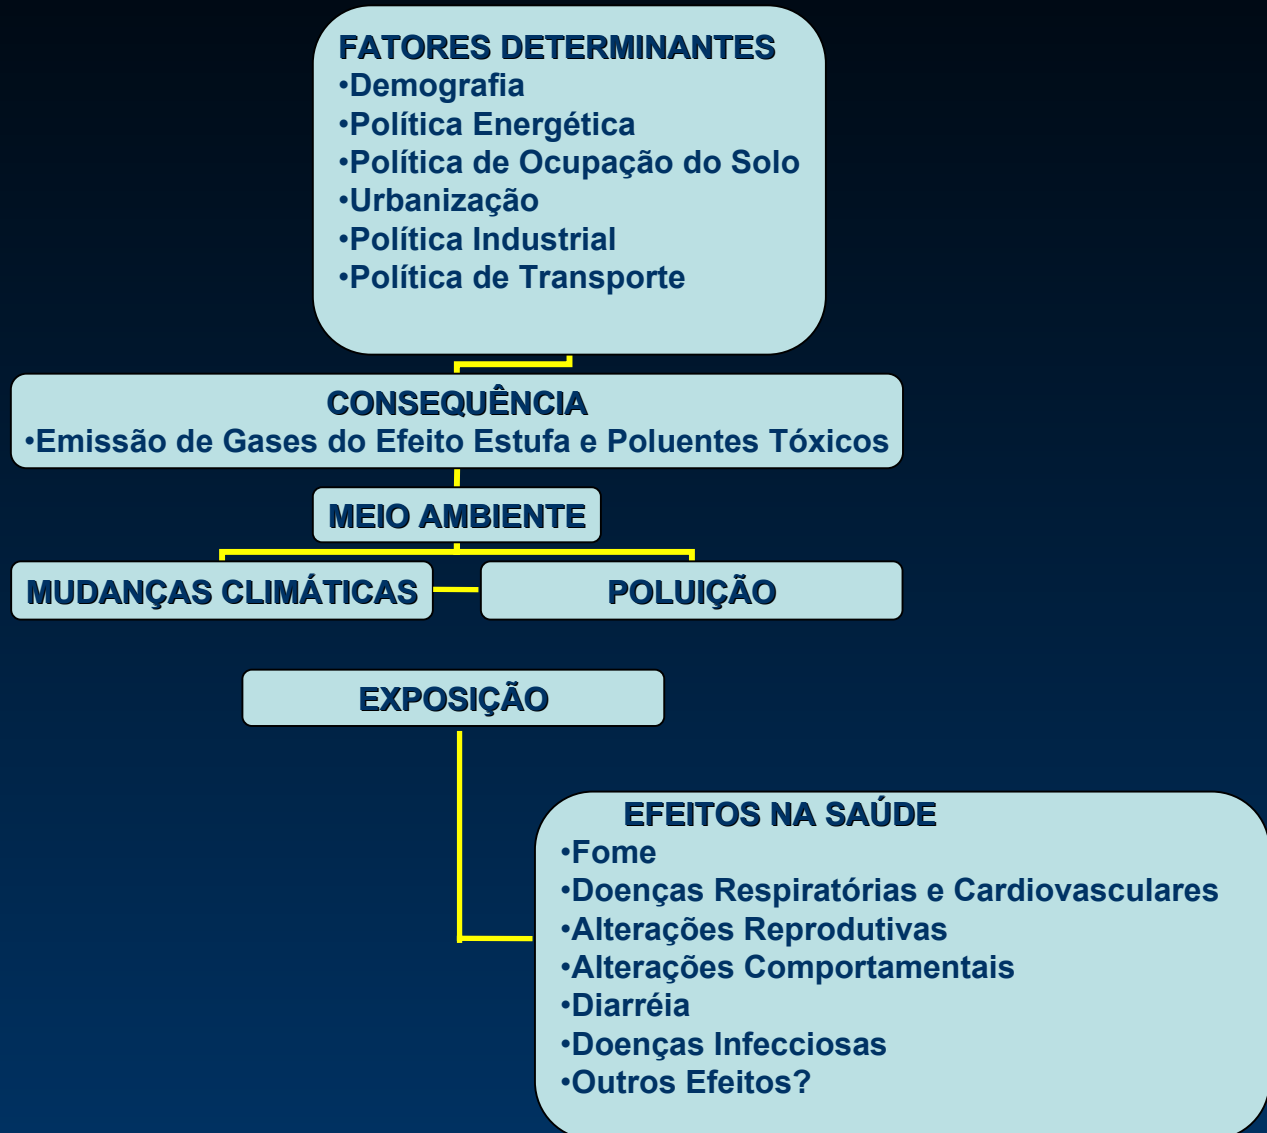 FATORES DETERMINANTES
•Demografia
•Política Energética
•Política de Ocupação do Solo
•Urbanização
•Política Industrial
•Política de Transporte
CONSEQUÊNCIA
•Emissão de Gases do Efeito Estufa e Poluentes Tóxicos
MEIO AMBIENTE
MUDANÇAS CLIMÁTICAS
POLUIÇÃO
EXPOSIÇÃO
EFEITOS NA SAÚDE
•Fome
•Doenças Respiratórias e Cardiovasculares
•Alterações Reprodutivas
•Alterações Comportamentais
•Diarréia
•Doenças Infecciosas
•Outros Efeitos?